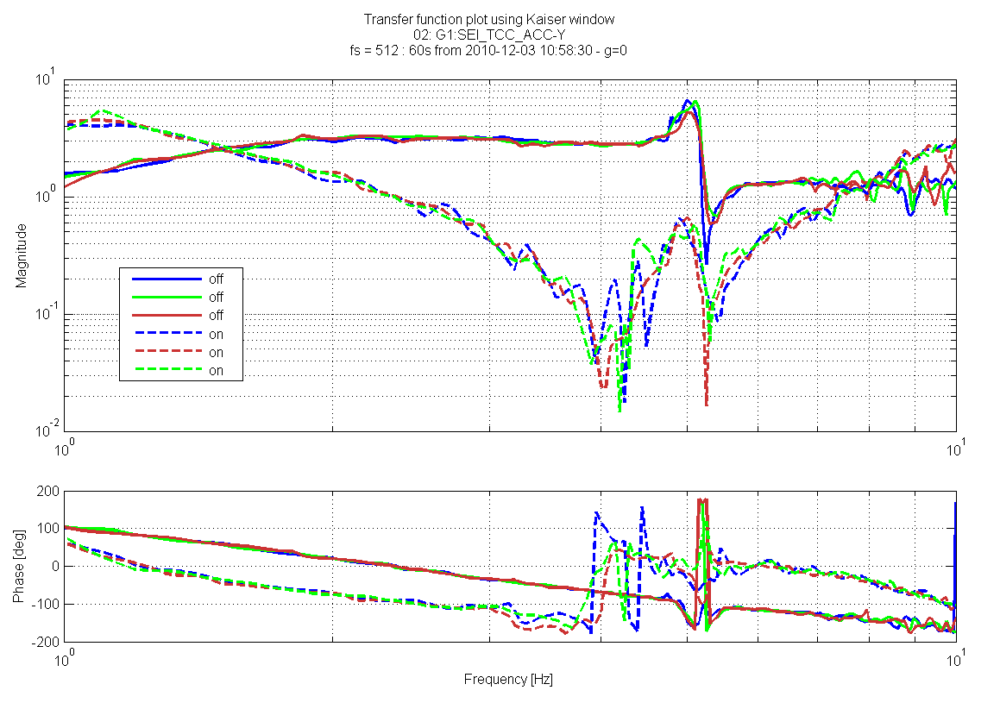 Transfer function plot using Kaiser window
02: G1:SEI_TCC_ACC-Y
fs = 512 : 60s from 2010-12-03 10:58:30 - g=0
10^1
10^0
10^-1
10^-2
Magnitude
off
off
off
on
on
on
10^0
10^1
200
100
0
-100
-200
Phase [deg]
10^0
10^1
Frequency [Hz]